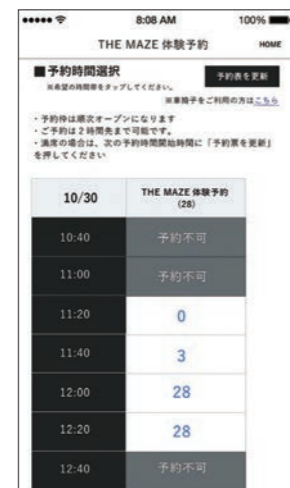 8:08 AM 100%
THE MAZE 体験予約 HOME
■予約時間選択 予約表を更新
※希望の時間帯をタップしてください。
※車椅子をご利用の方はこちら
・予約枠は順次オープンになります
・ご予約は2時間先まで可能です。
・満席の場合は、次の予約時間開始時間に「予約票を更新」
を押してください
10/30 THE MAZE 体験予約
(28)
10:40 予約不可
11:00 予約不可
11:20 0
11:40 3
12:00 28
12:20 28
12:40 予約不可